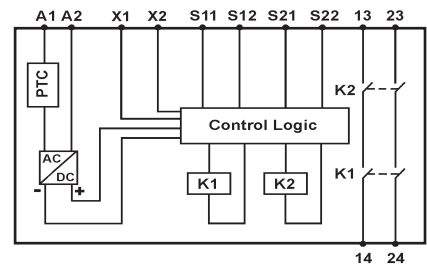 A1 A2 X1 X2 S11 S12 S21 S22 13 23
PTC
K2
Control Logic
AC
DC
- +
K1 K2
K1
14 24